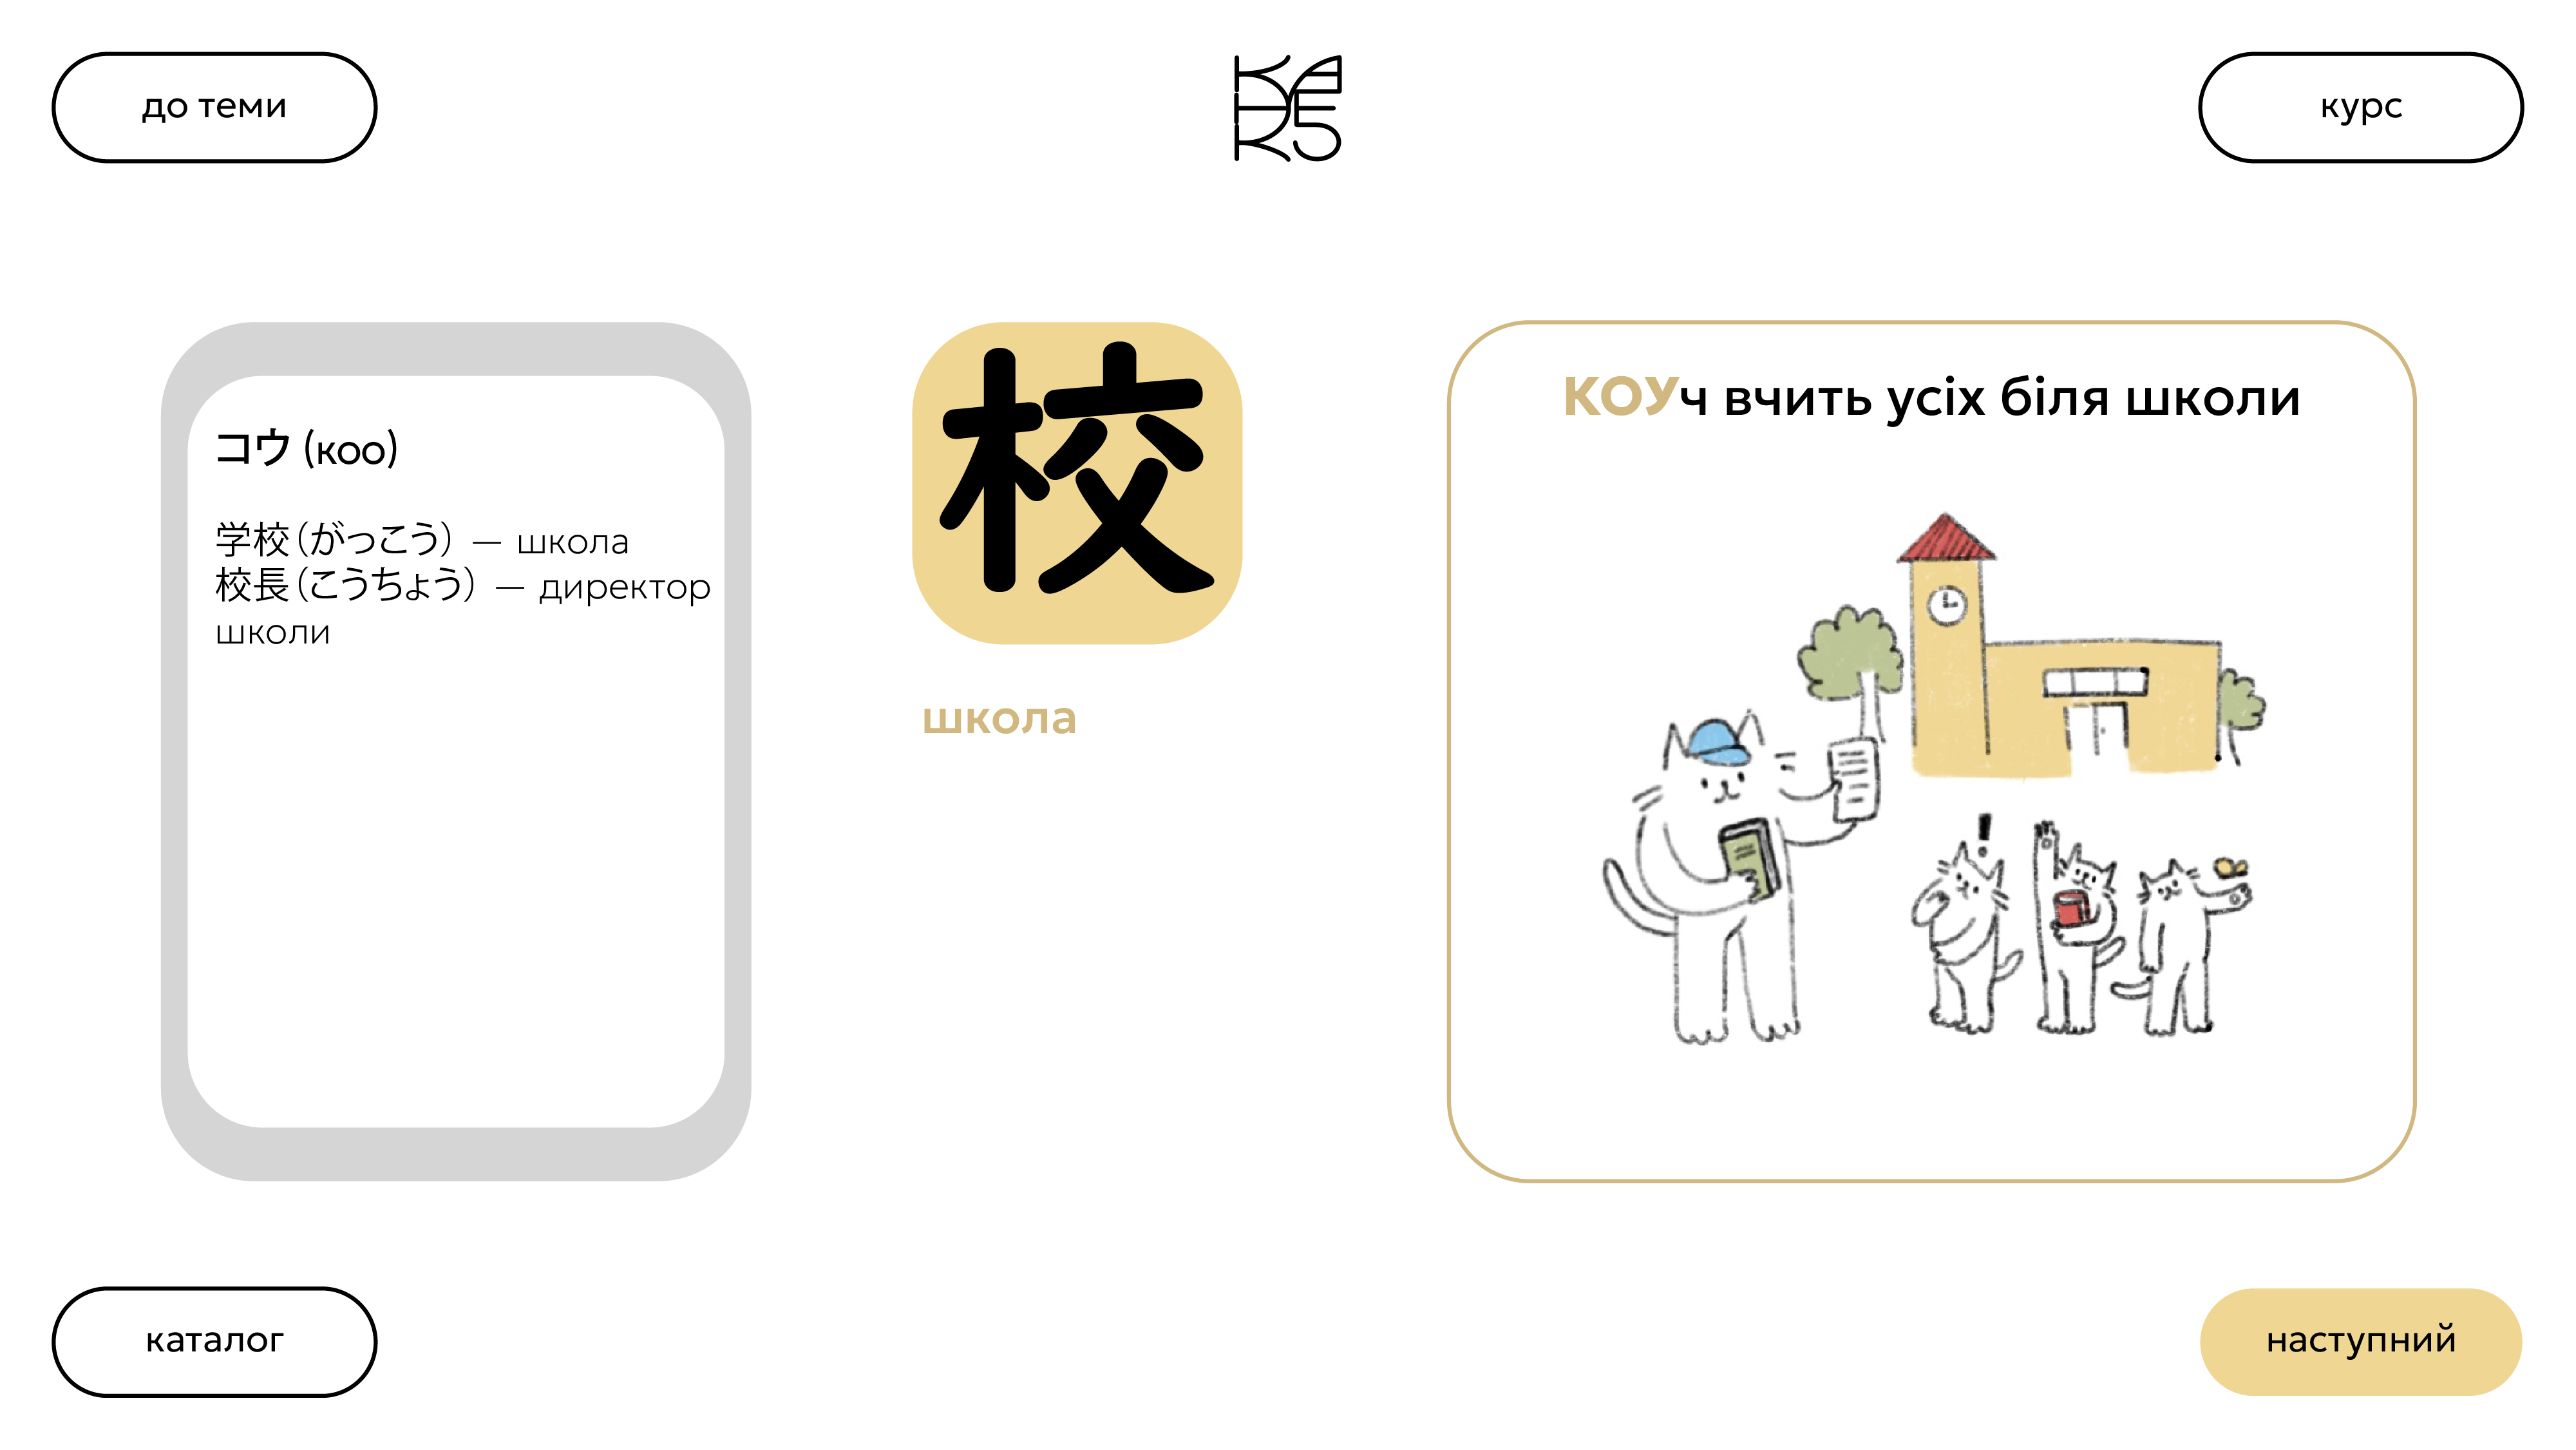 до теми
курс
コウ (коо)
学校（がっこう） — школа
校長（こうちょう） — директор
школи
校
школа
КОУч вчить усіх біля школи
!
каталог
наступний